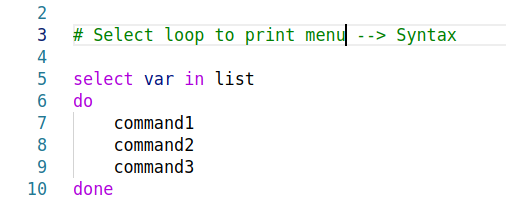 2
3 # Select loop to print menu --> Syntax
4
5 select var in list
6 do
7     command1
8     command2
9     command3
10 done